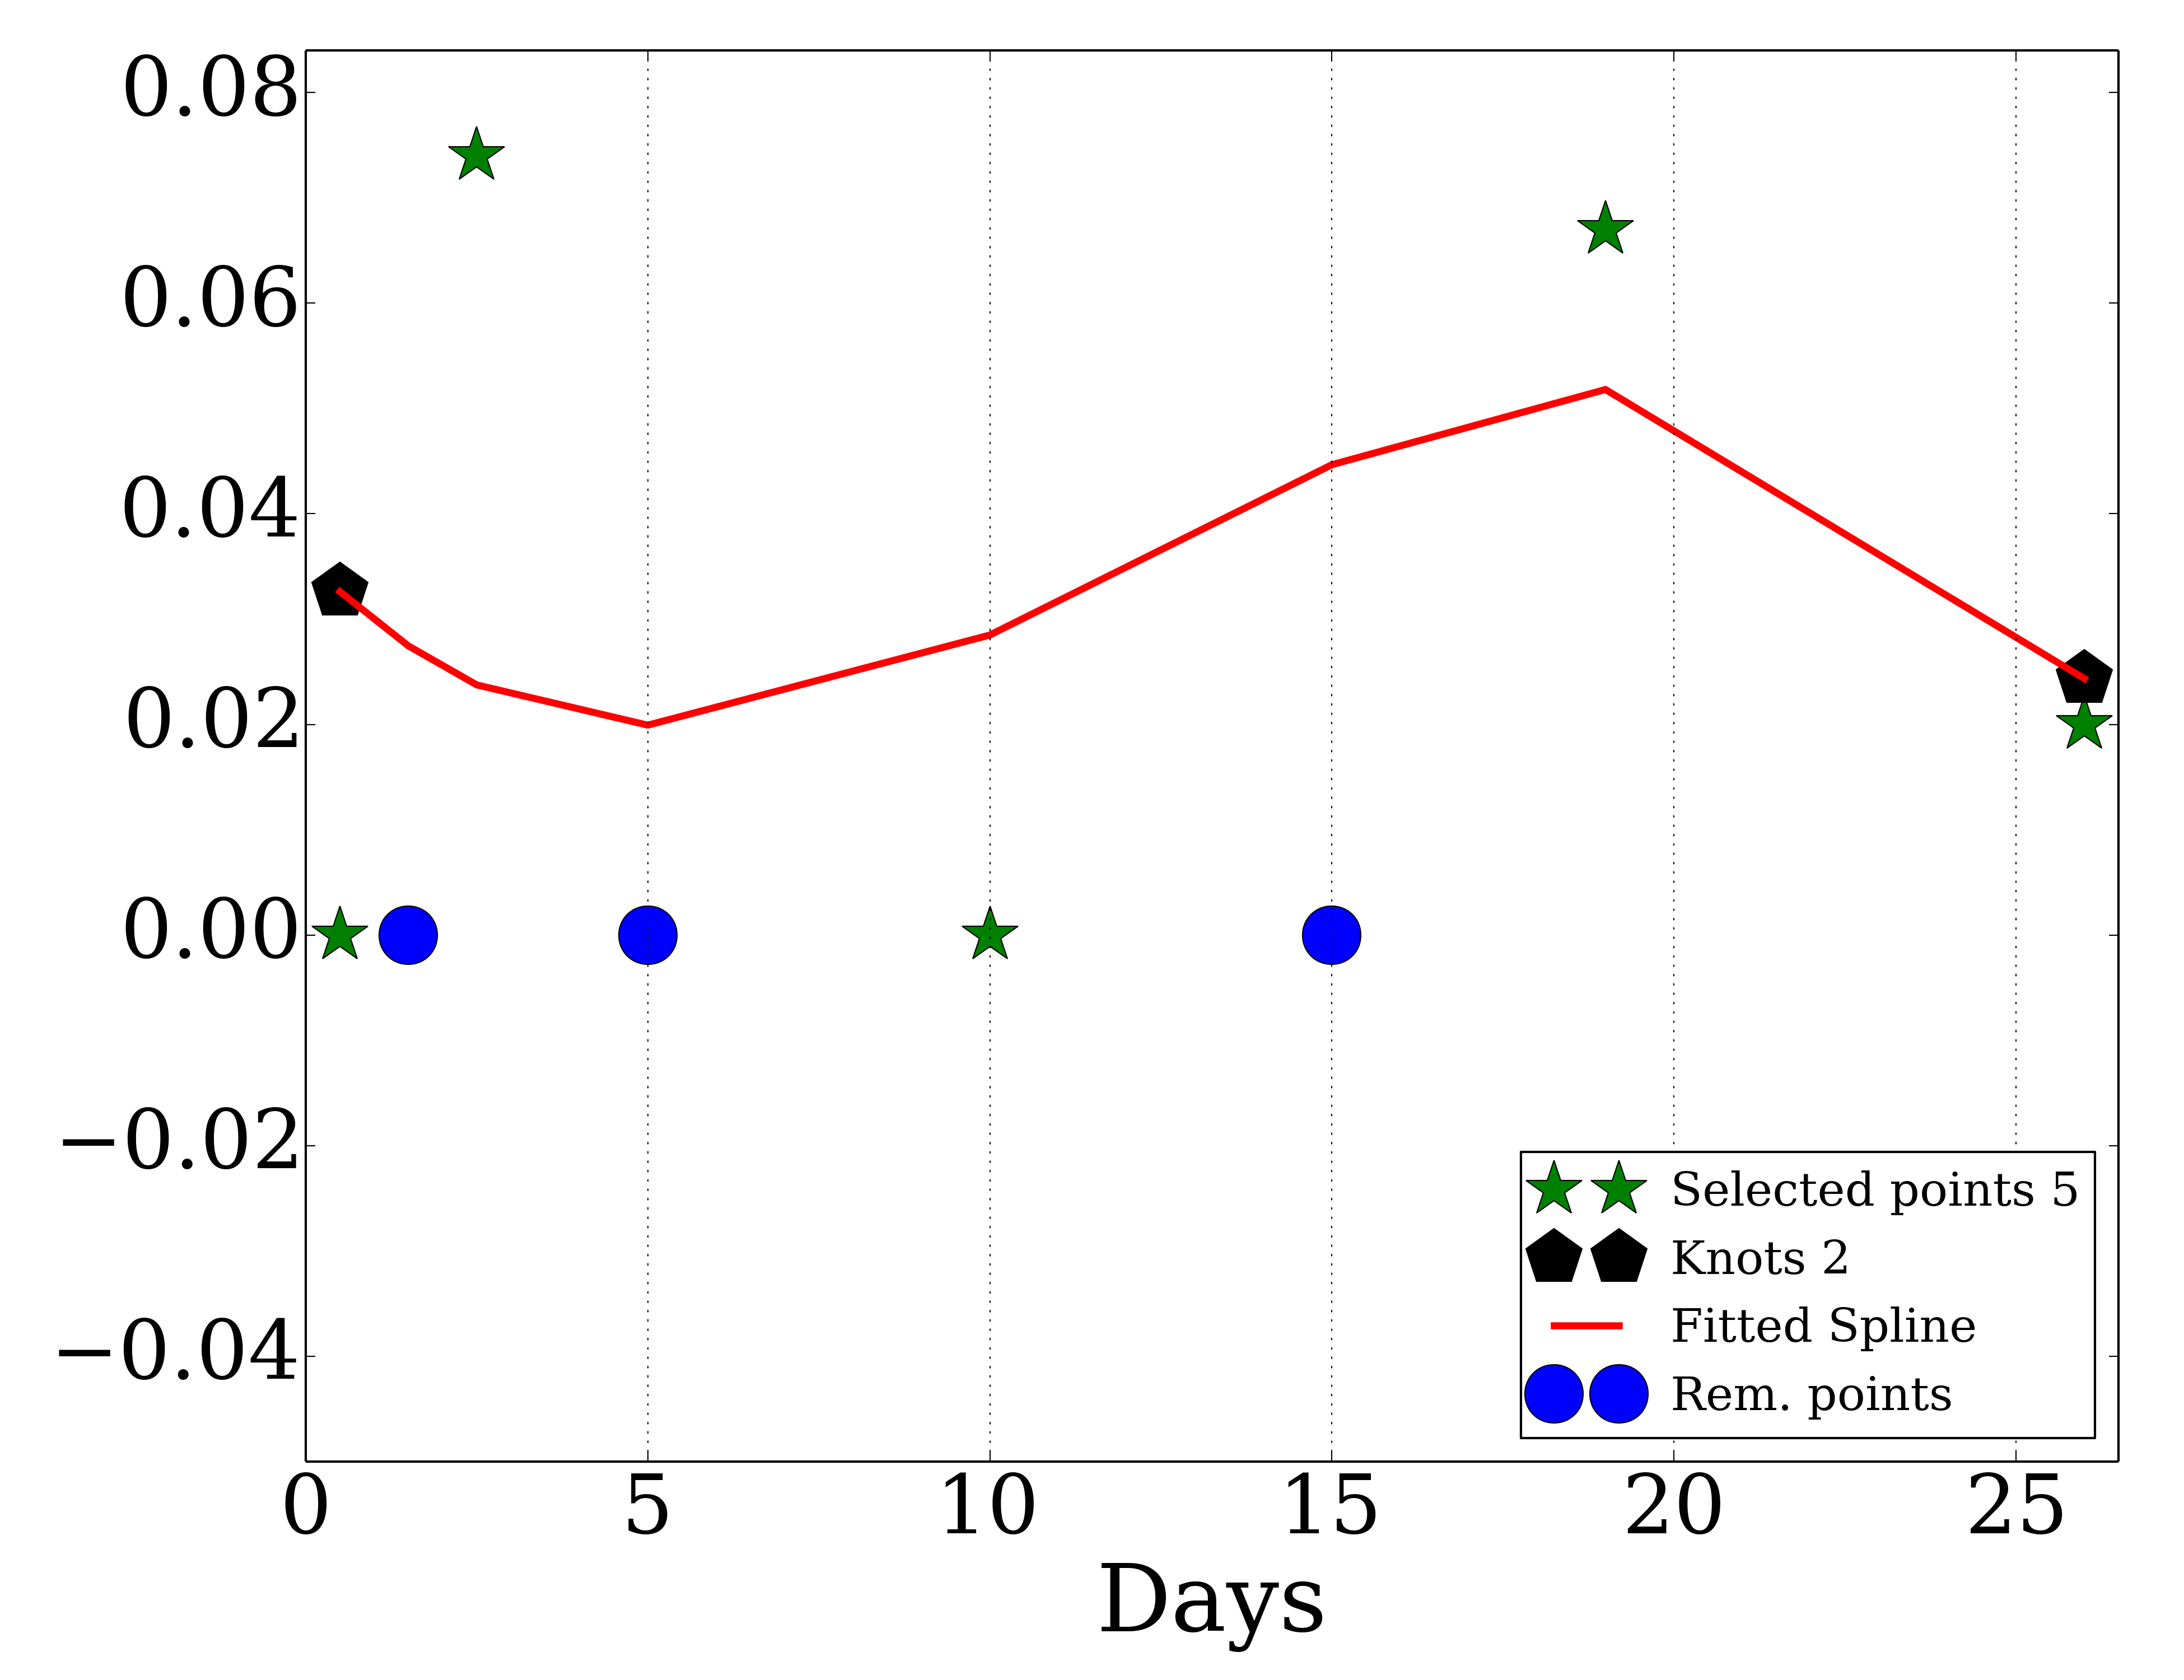 0.08
0.06
0.04
0.02
0.00
−0.02
−0.04
0 5 10 15 20 25
Days
Selected points 5
Knots 2
Fitted Spline
Rem. points